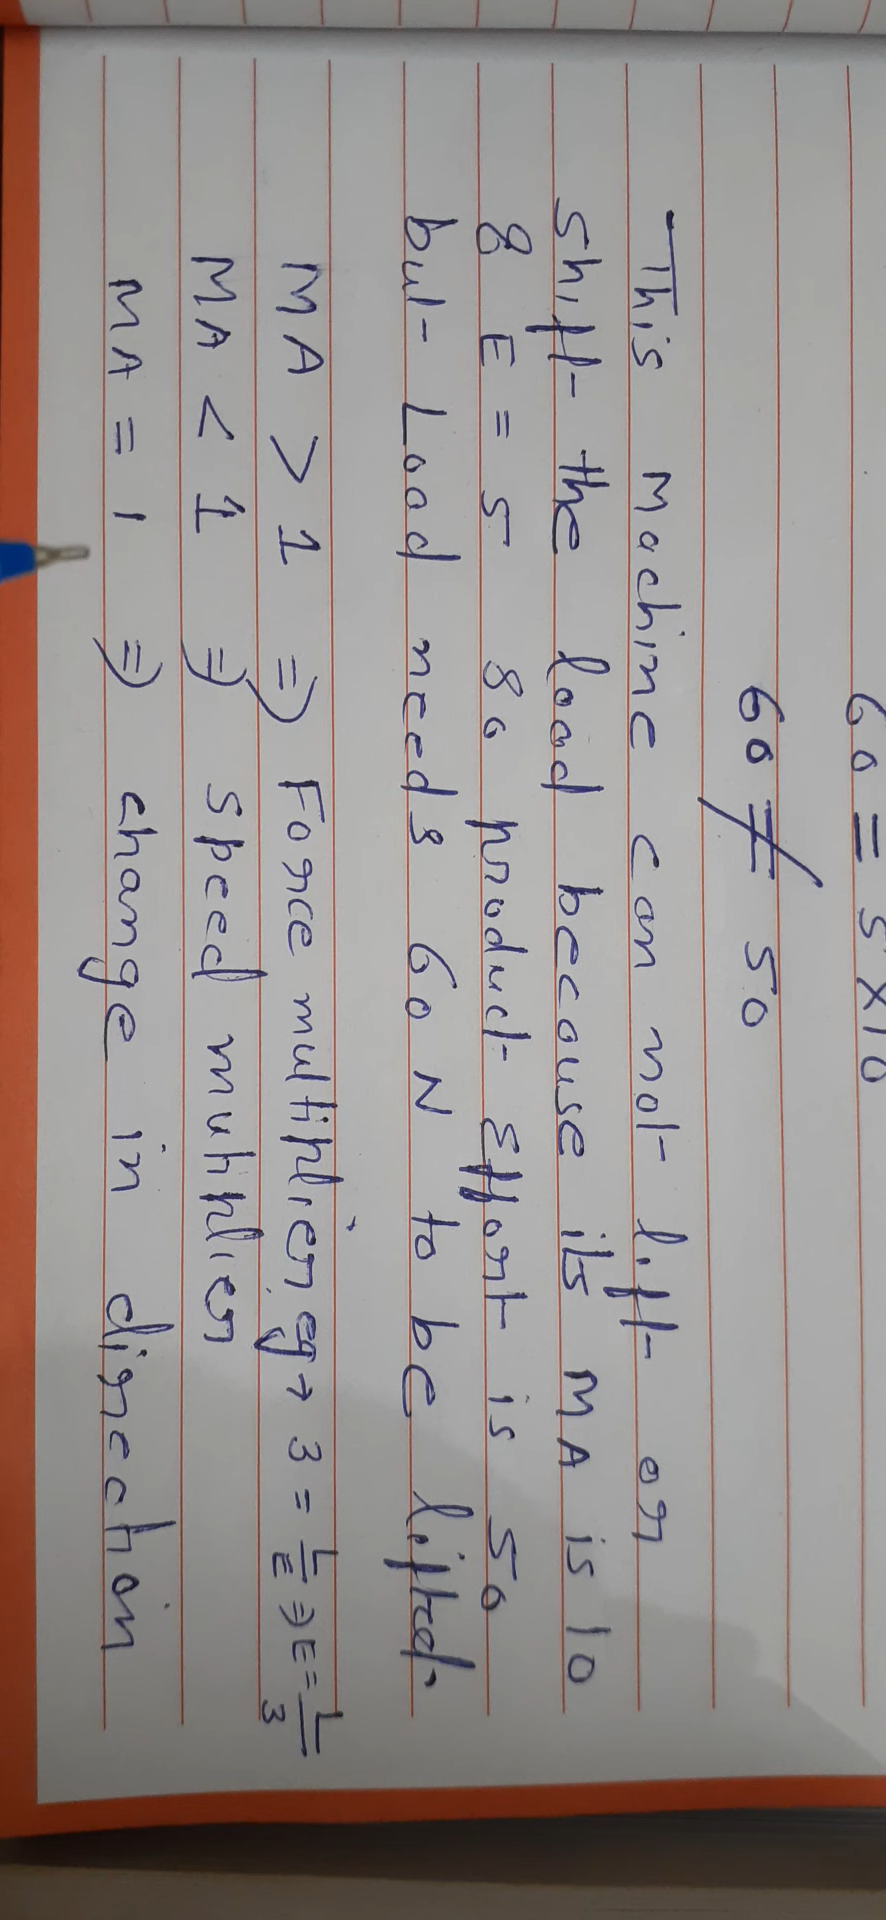 60 = 5 × 10
60 ≠ 50
This machine can not lift or
shift the load because its MA is 10
& E = 5 so product Effort is 50
but Load needs 60 N to be lifted.
MA > 1 ⇒ Force multiplier eg → 3 = L/E ⇒ E = L/3
MA < 1 ⇒ speed multiplier
MA = 1 ⇒ change in direction